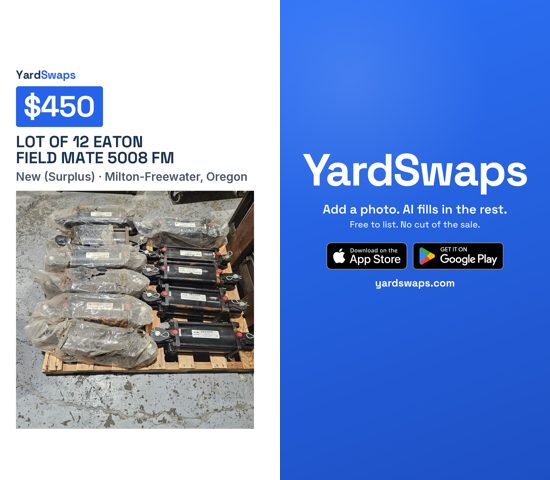 YardSwaps
$450
LOT OF 12 EATON
FIELD MATE 5008 FM
New (Surplus) · Milton-Freewater, Oregon
YardSwaps
Add a photo. AI fills in the rest.
Free to list. No cut of the sale.
Download on the
App Store
GET IT ON
Google Play
yardswaps.com